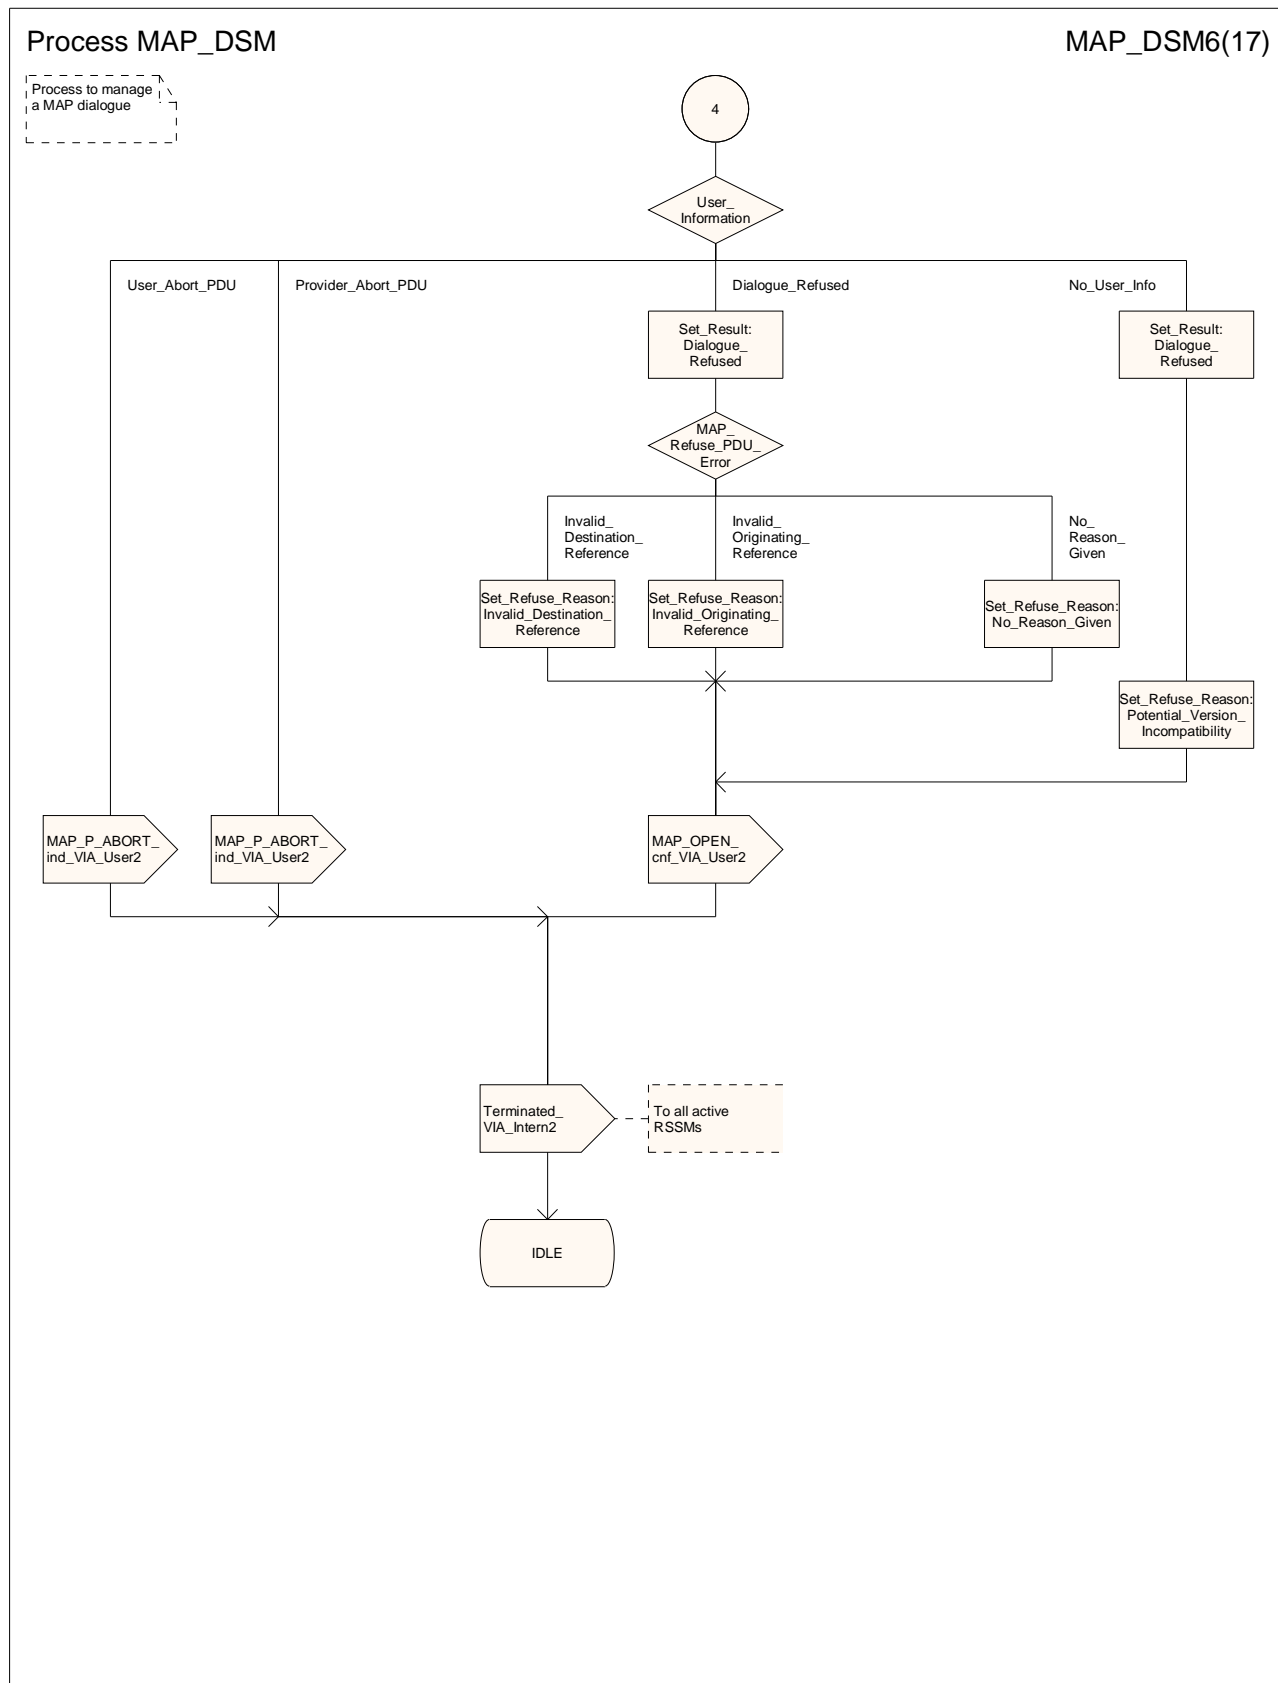 Process MAP_DSM
MAP_DSM6(17)
Process to manage
a MAP dialogue
4
User_
Information
User_Abort_PDU
Provider_Abort_PDU
Dialogue_Refused
No_User_Info
Set_Result:
Dialogue_
Refused
Set_Result:
Dialogue_
Refused
MAP_
Refuse_PDU_
Error
Invalid_
Destination_
Reference
Invalid_
Originating_
Reference
No_
Reason_
Given
Set_Refuse_Reason:
Invalid_Destination_
Reference
Set_Refuse_Reason:
Invalid_Originating_
Reference
Set_Refuse_Reason:
No_Reason_Given
Set_Refuse_Reason:
Potential_Version_
Incompatibility
MAP_P_ABORT_
ind_VIA_User2
MAP_P_ABORT_
ind_VIA_User2
MAP_OPEN_
cnf_VIA_User2
Terminated_
VIA_Intern2
To all active
RSSMs
IDLE